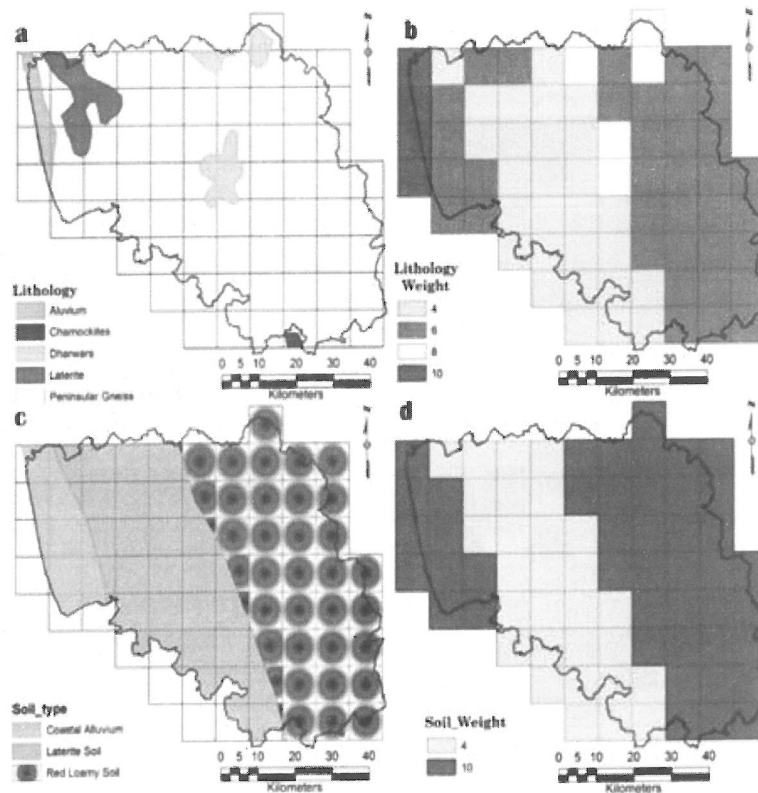 a
N
Lithology
Aluvium
Charnockites
Dharwars
Laterite
Peninsular Gneiss
0 5 10 20 30 40
Kilometers
b
N
Lithology
Weight
4
6
8
10
0 5 10 20 30 40
Kilometers
c
N
Soil_type
Coastal Alluvium
Laterite Soil
Red Loamy Soil
0 5 10 20 30 40
Kilometers
d
N
Soil_Weight
4
10
0 5 10 20 30 40
Kilometers